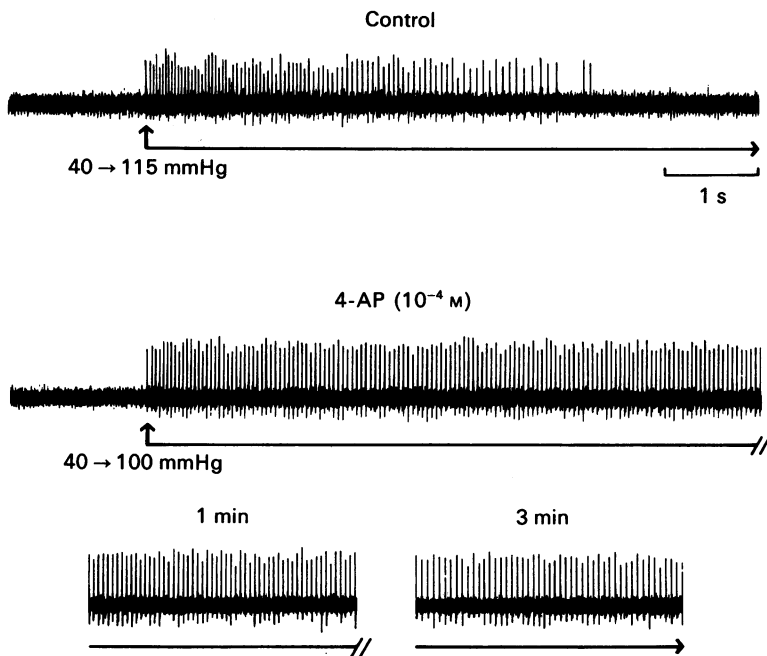 Control
40 → 115 mmHg
1 s
4-AP (10⁻⁴ M)
40 → 100 mmHg
1 min
3 min